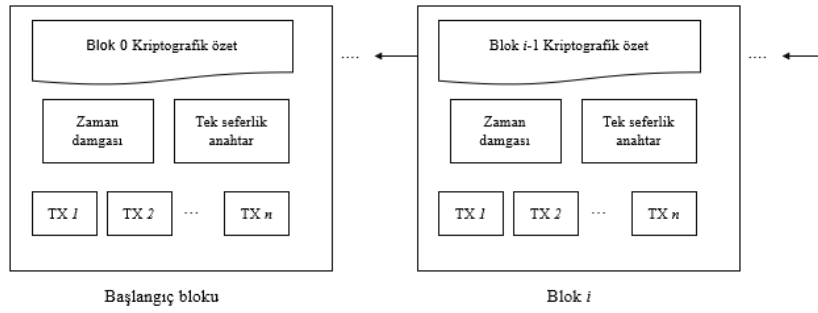 Blok 0 Kriptografik özet
Zaman
damgası
Tek seferlik
anahtar
TX 1
TX 2
...
TX n
Başlangıç bloku
....
Blok i-1 Kriptografik özet
Zaman
damgası
Tek seferlik
anahtar
TX 1
TX 2
...
TX n
Blok i
....